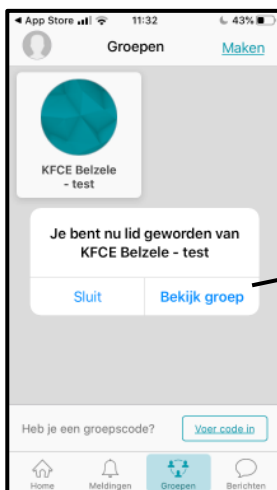 App Store 11:32 43%
Groepen Maken
KFCE Belzele
- test
Je bent nu lid geworden van
KFCE Belzele - test
Sluit Bekijk groep
Heb je een groepscode? Voer code in
Home Meldingen Groepen Berichten